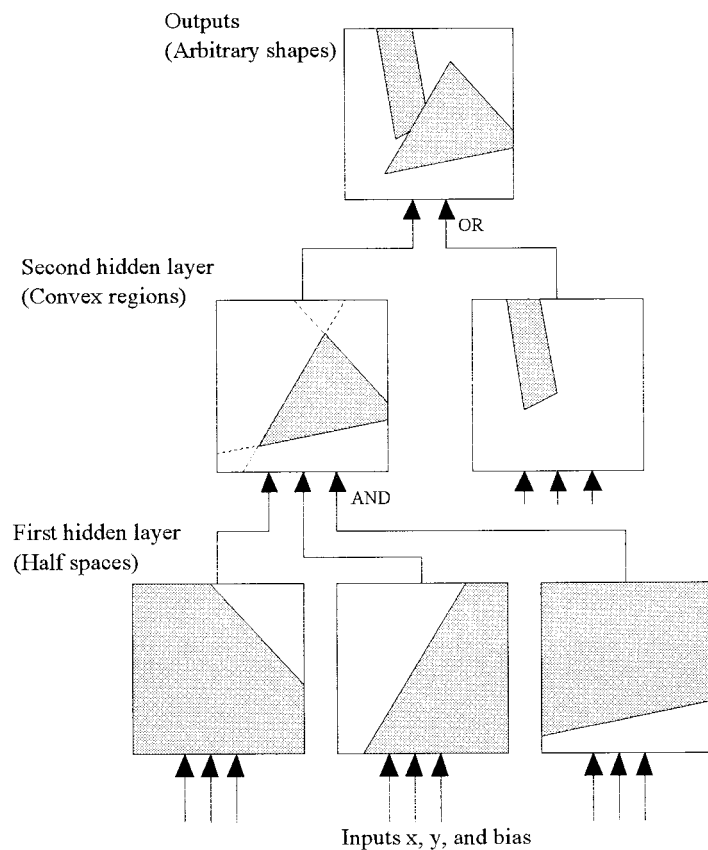 Outputs
(Arbitrary shapes)
OR
Second hidden layer
(Convex regions)
AND
First hidden layer
(Half spaces)
Inputs x, y, and bias